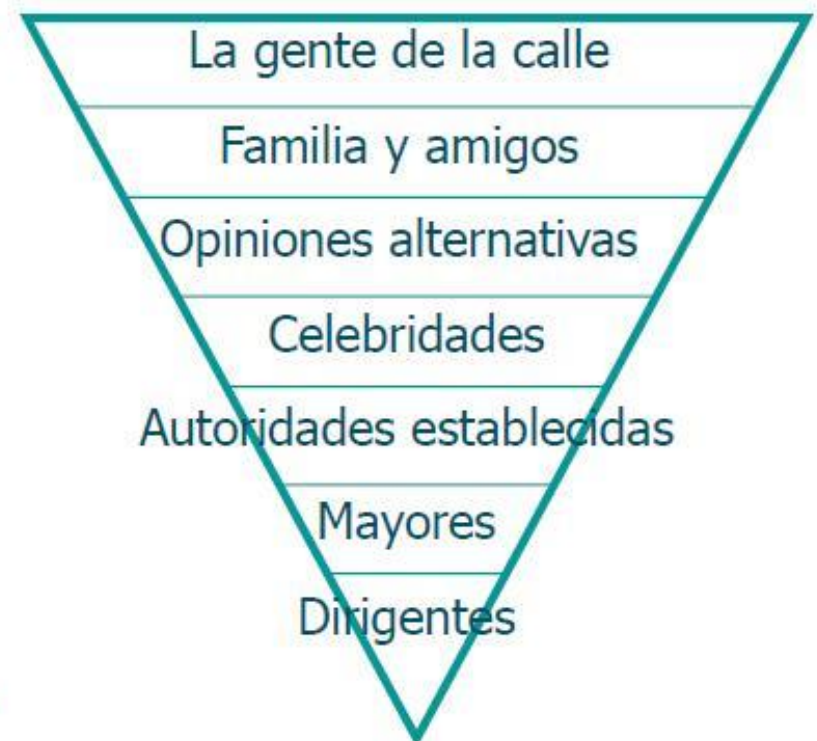 La gente de la calle
Familia y amigos
Opiniones alternativas
Celebridades
Autoridades establecidas
Mayores
Dirigentes